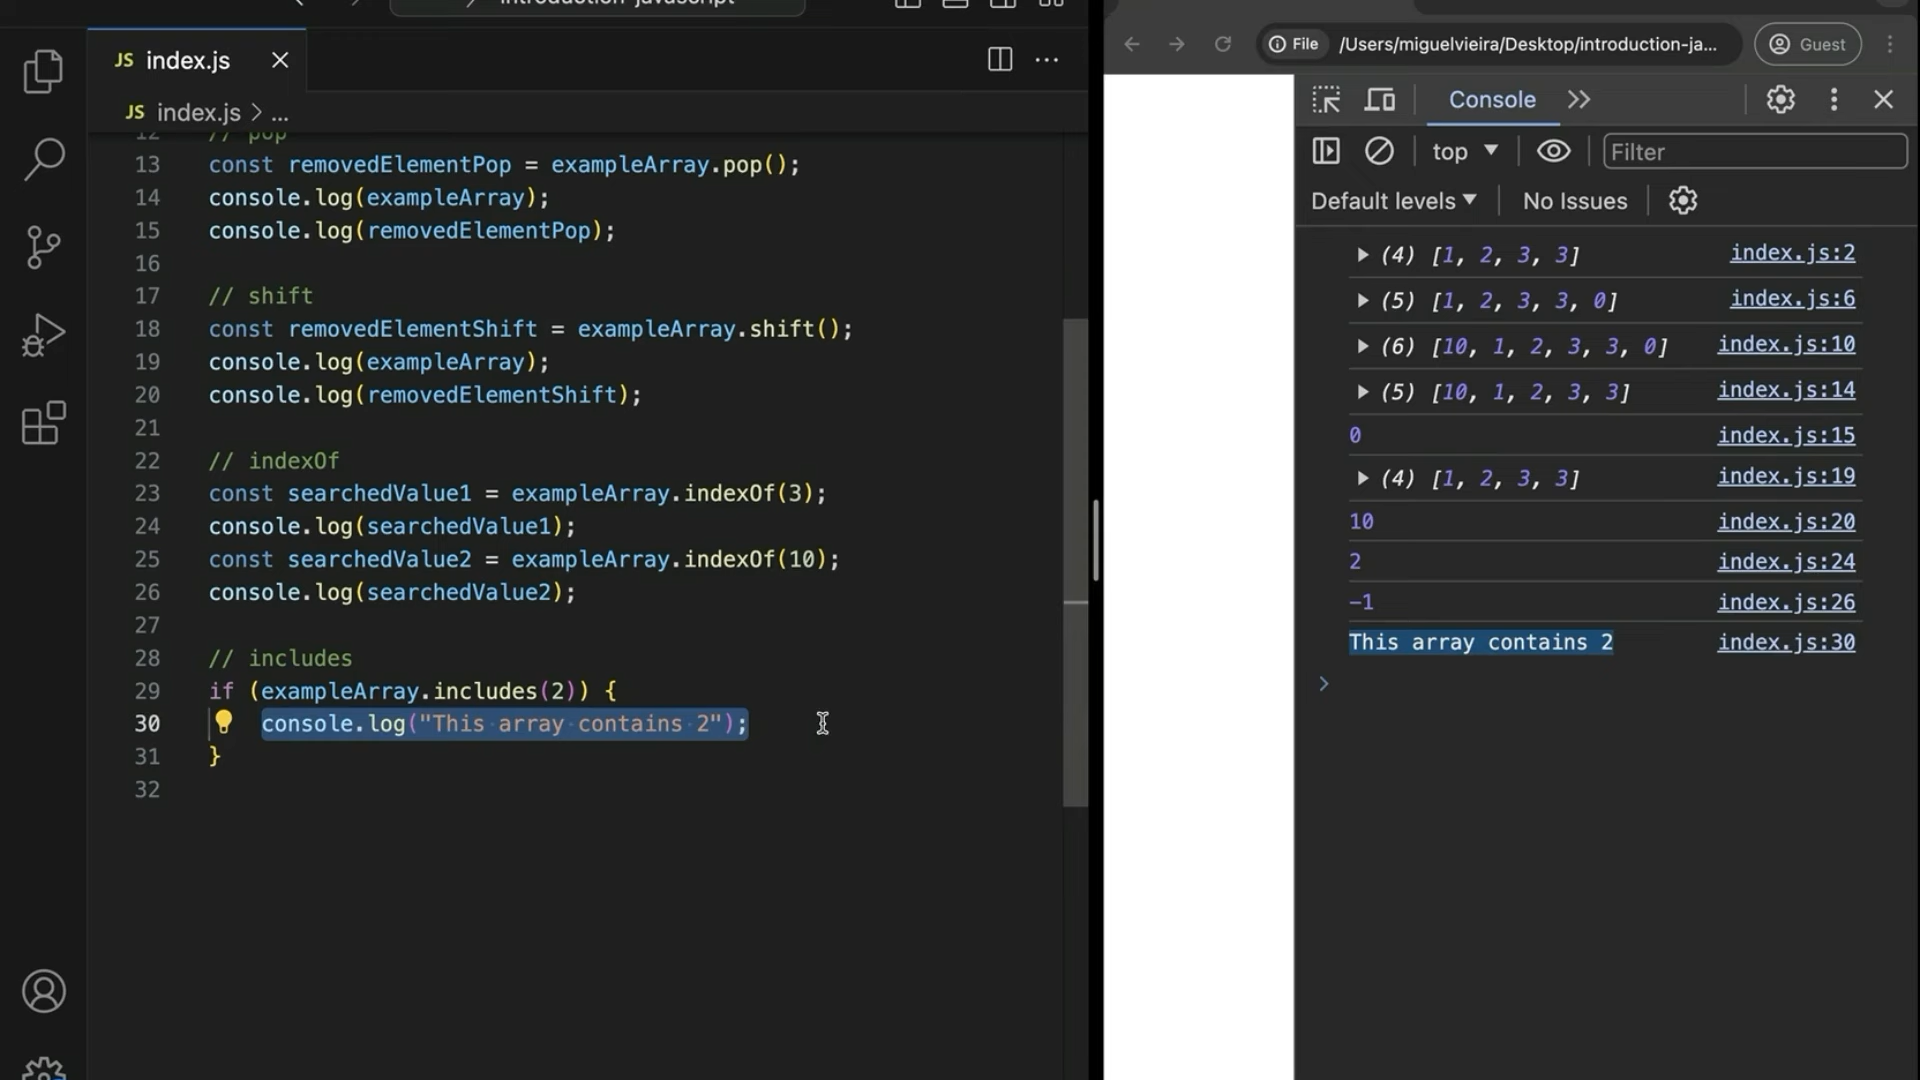 introduction-javascript
JS index.js
JS index.js > ...
12 // pop
13 const removedElementPop = exampleArray.pop();
14 console.log(exampleArray);
15 console.log(removedElementPop);
16
17 // shift
18 const removedElementShift = exampleArray.shift();
19 console.log(exampleArray);
20 console.log(removedElementShift);
21
22 // indexOf
23 const searchedValue1 = exampleArray.indexOf(3);
24 console.log(searchedValue1);
25 const searchedValue2 = exampleArray.indexOf(10);
26 console.log(searchedValue2);
27
28 // includes
29 if (exampleArray.includes(2)) {
30 console.log("This array contains 2");
31 }
32
File /Users/miguelvieira/Desktop/introduction-ja... Guest
Console
top Filter
Default levels No Issues
(4) [1, 2, 3, 3] index.js:2
(5) [1, 2, 3, 3, 0] index.js:6
(6) [10, 1, 2, 3, 3, 0] index.js:10
(5) [10, 1, 2, 3, 3] index.js:14
0 index.js:15
(4) [1, 2, 3, 3] index.js:19
10 index.js:20
2 index.js:24
-1 index.js:26
This array contains 2 index.js:30